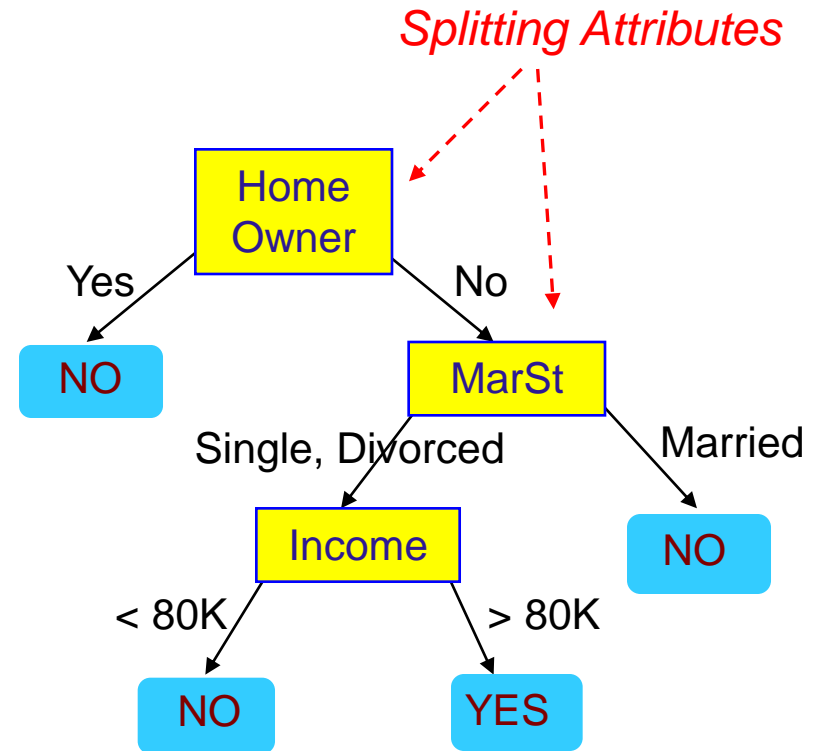 Splitting Attributes
Home
Owner
Yes
No
NO
MarSt
Single, Divorced
Married
Income
NO
< 80K
> 80K
NO
YES